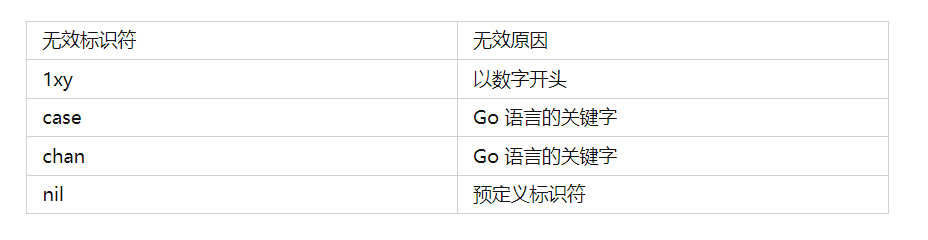 无效标识符 无效原因
1xy 以数字开头
case Go 语言的关键字
chan Go 语言的关键字
nil 预定义标识符